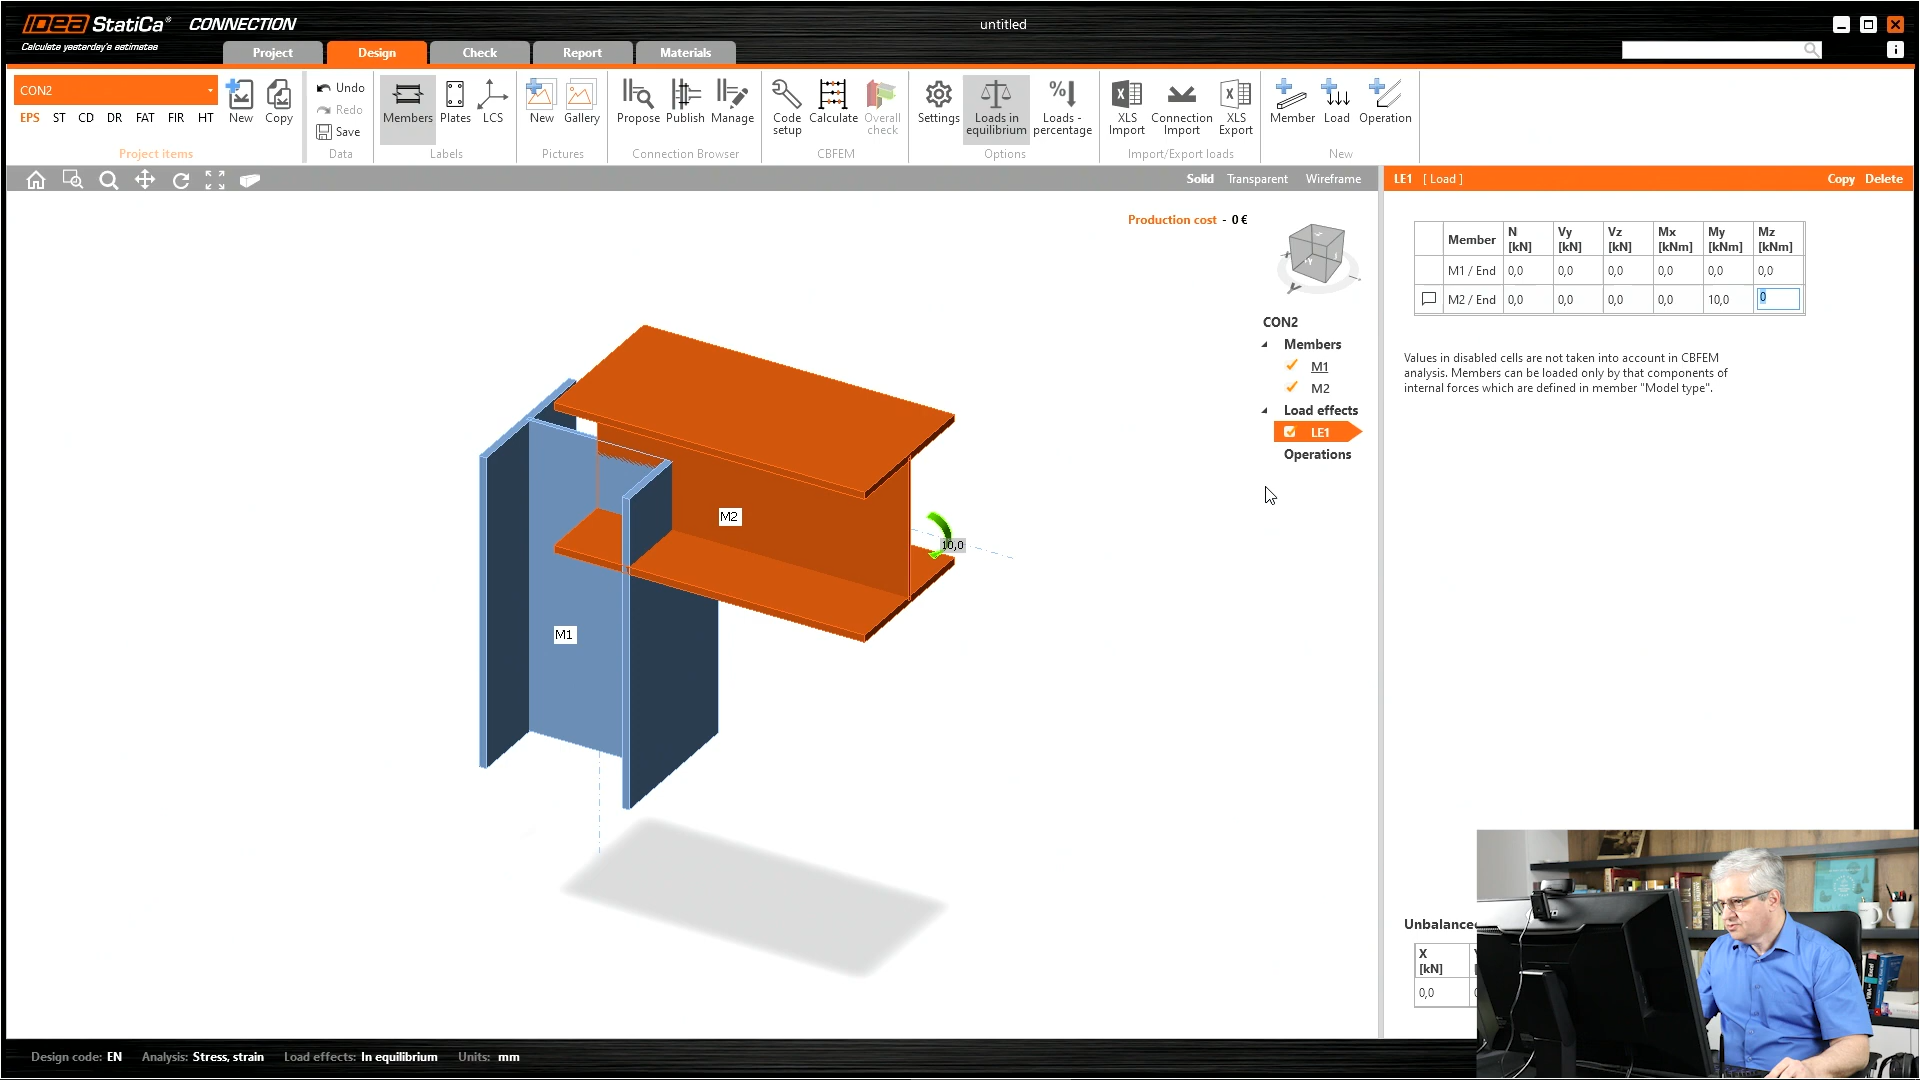 IDEA StatiCa® CONNECTION
Calculate yesterday's estimates
untitled
Project Design Check Report Materials
i
CON2
EPS ST CD DR FAT FIR HT
Project items
New Copy
Undo
Redo
Save
Data
Members Plates LCS
Labels
New Gallery
Pictures
Propose Publish Manage
Connection Browser
Code setup Calculate Overall check
CBFEM
Settings Loads in equilibrium Loads - percentage
Options
XLS Import Connection Import XLS Export
Import/Export loads
Member Load Operation
New
Solid Transparent Wireframe
LE1 [ Load ] Copy Delete
Production cost - 0 €
Member N [kN] Vy [kN] Vz [kN] Mx [kNm] My [kNm] Mz [kNm]
M1 / End 0,0 0,0 0,0 0,0 0,0 0,0
M2 / End 0,0 0,0 0,0 0,0 10,0 0
Values in disabled cells are not taken into account in CBFEM
analysis. Members can be loaded only by that components of
internal forces which are defined in member "Model type".
CON2
Members
M1
M2
Load effects
LE1
Operations
M2
10,0
M1
Unbalance
X
[kN]
0,0
Design code: EN Analysis: Stress, strain Load effects: In equilibrium Units: mm